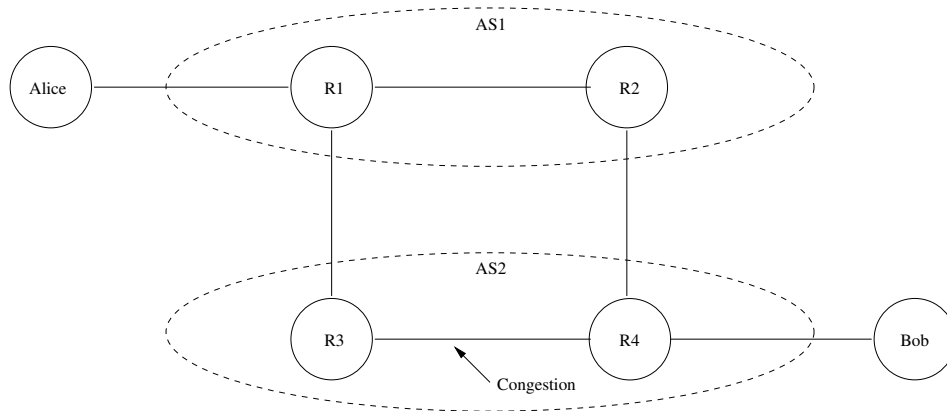 AS1
Alice
R1
R2
AS2
R3
R4
Bob
Congestion